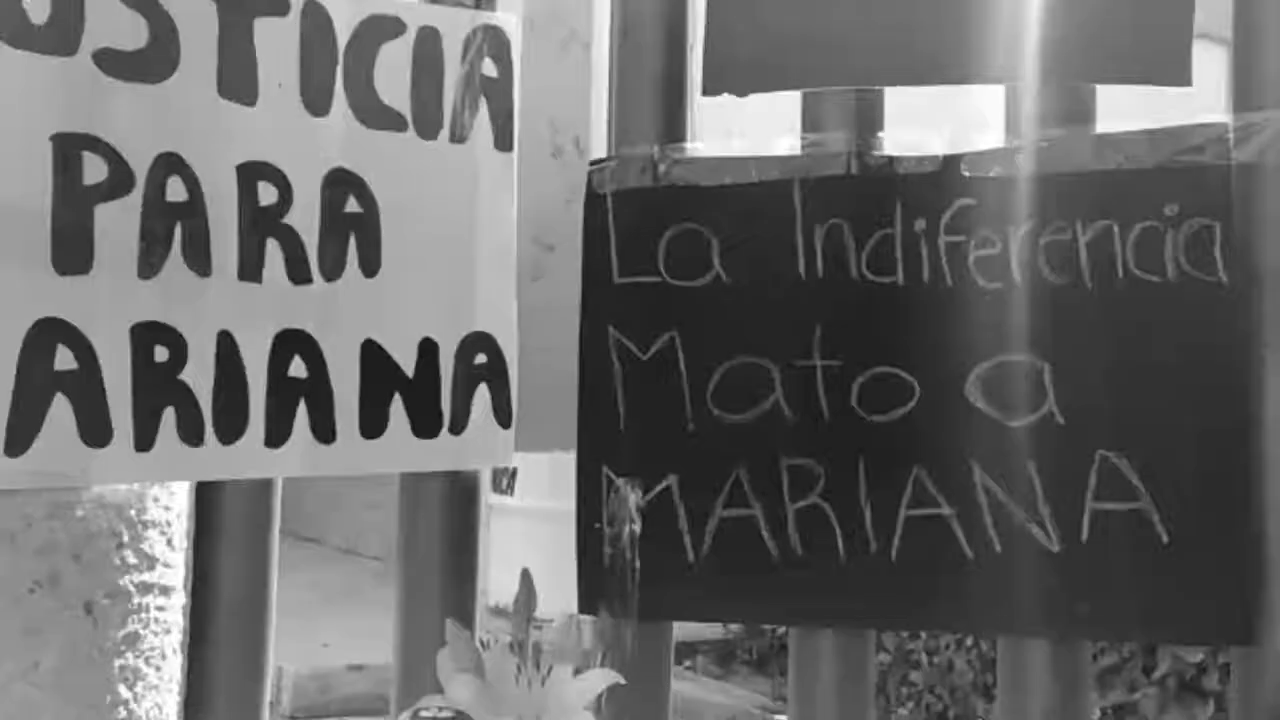 USTICIA
PARA
ARIANA
La Indiferencia
Mato a
MARIANA